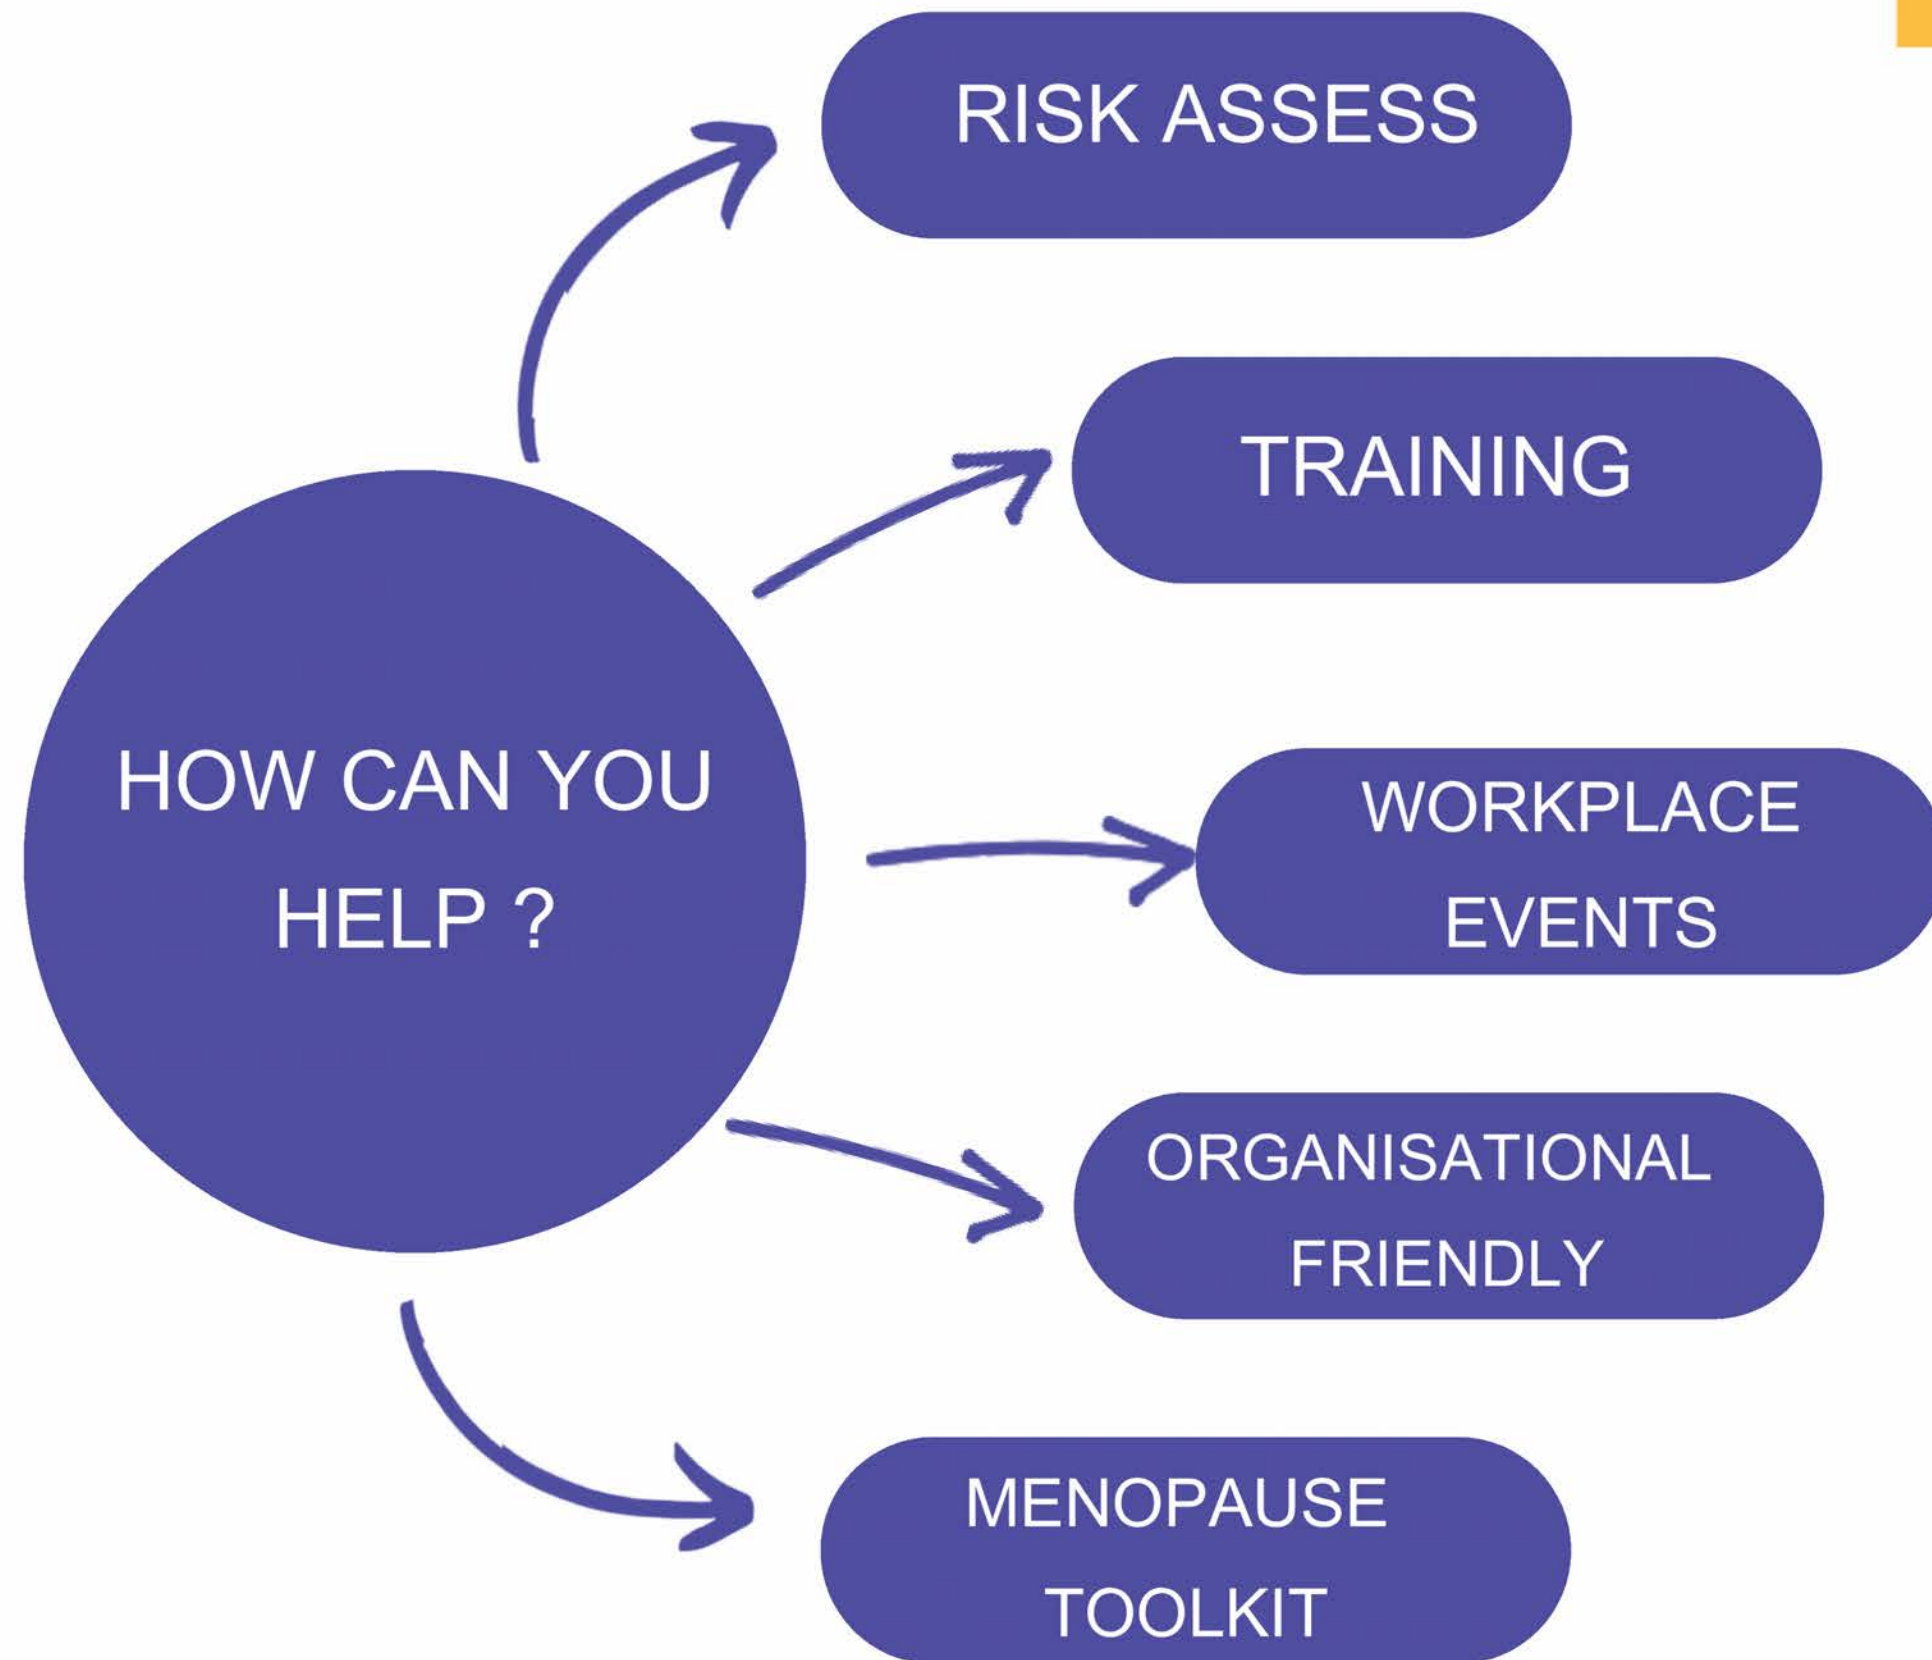 RISK ASSESS
TRAINING
HOW CAN YOU
HELP ?
WORKPLACE
EVENTS
ORGANISATIONAL
FRIENDLY
MENOPAUSE
TOOLKIT